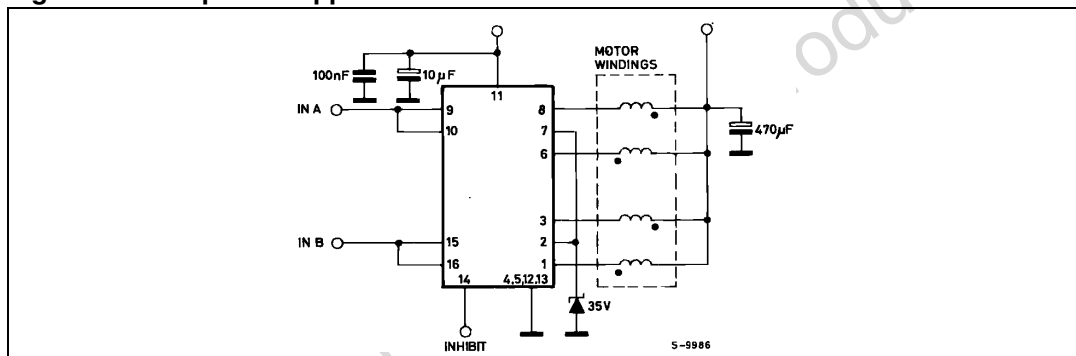 MOTOR
WINDINGS
100nF
10µF
470µF
11
IN A
9
10
8
7
6
3
2
1
IN B
15
16
14
4,5,12,13
35V
INHIBIT
S-9986